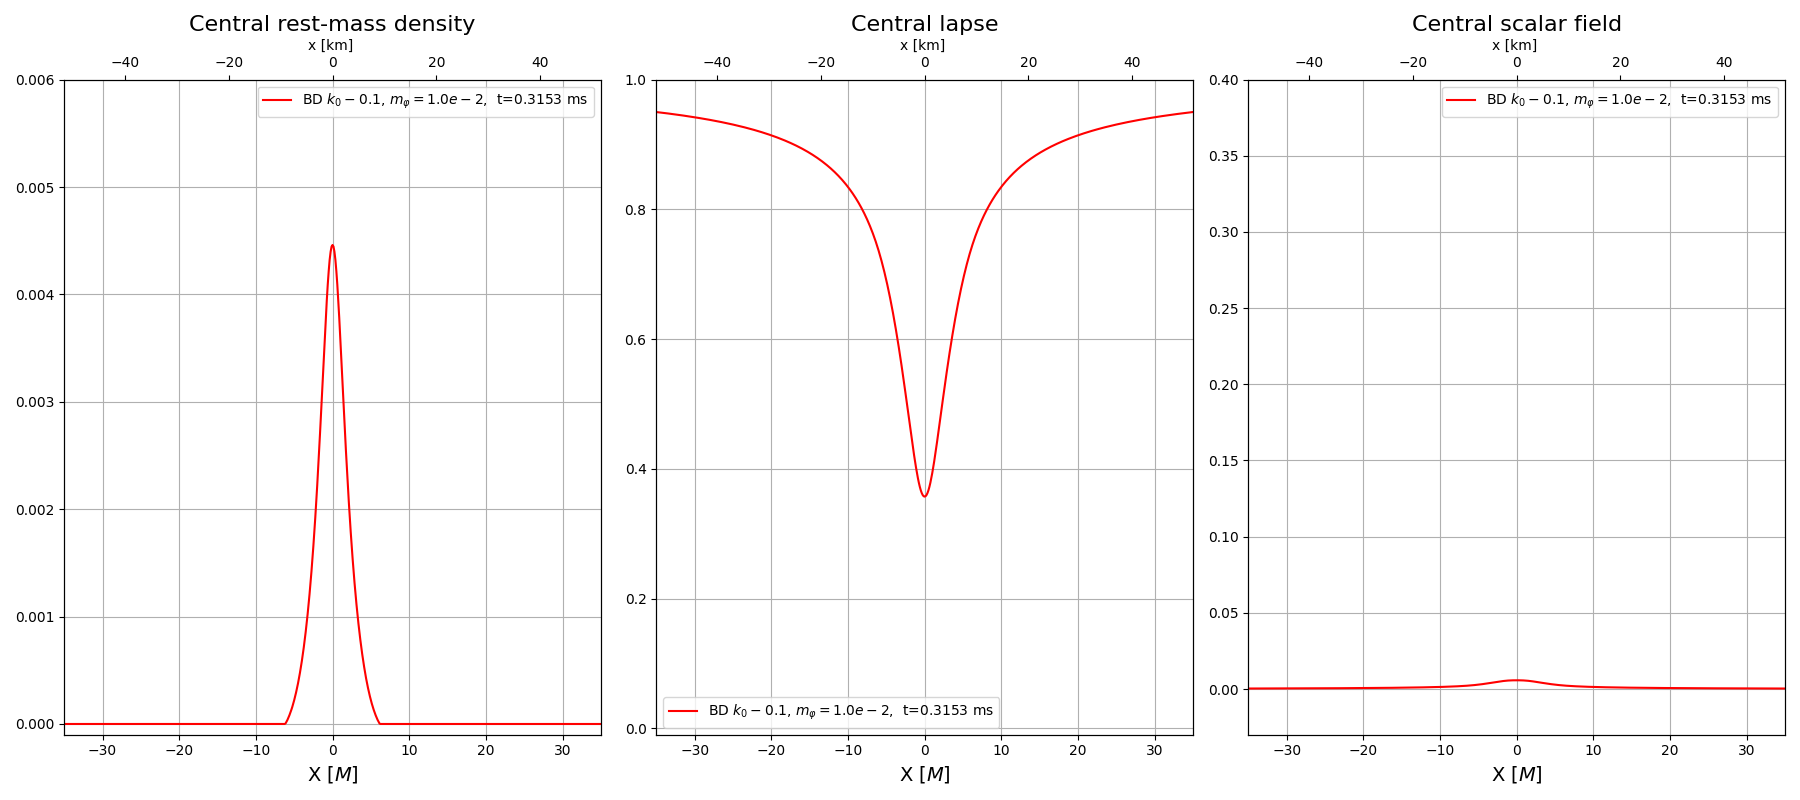 Central rest-mass density
x [km]
−40 −20 0 20 40
0.006
0.005
0.004
0.003
0.002
0.001
0.000
BD k₀ − 0.1, mᵩ = 1.0e − 2, t=0.3153 ms
−30 −20 −10 0 10 20 30
X [M]
Central lapse
x [km]
−40 −20 0 20 40
1.0
0.8
0.6
0.4
0.2
0.0
BD k₀ − 0.1, mᵩ = 1.0e − 2, t=0.3153 ms
−30 −20 −10 0 10 20 30
X [M]
Central scalar field
x [km]
−40 −20 0 20 40
0.40
0.35
0.30
0.25
0.20
0.15
0.10
0.05
0.00
BD k₀ − 0.1, mᵩ = 1.0e − 2, t=0.3153 ms
−30 −20 −10 0 10 20 30
X [M]